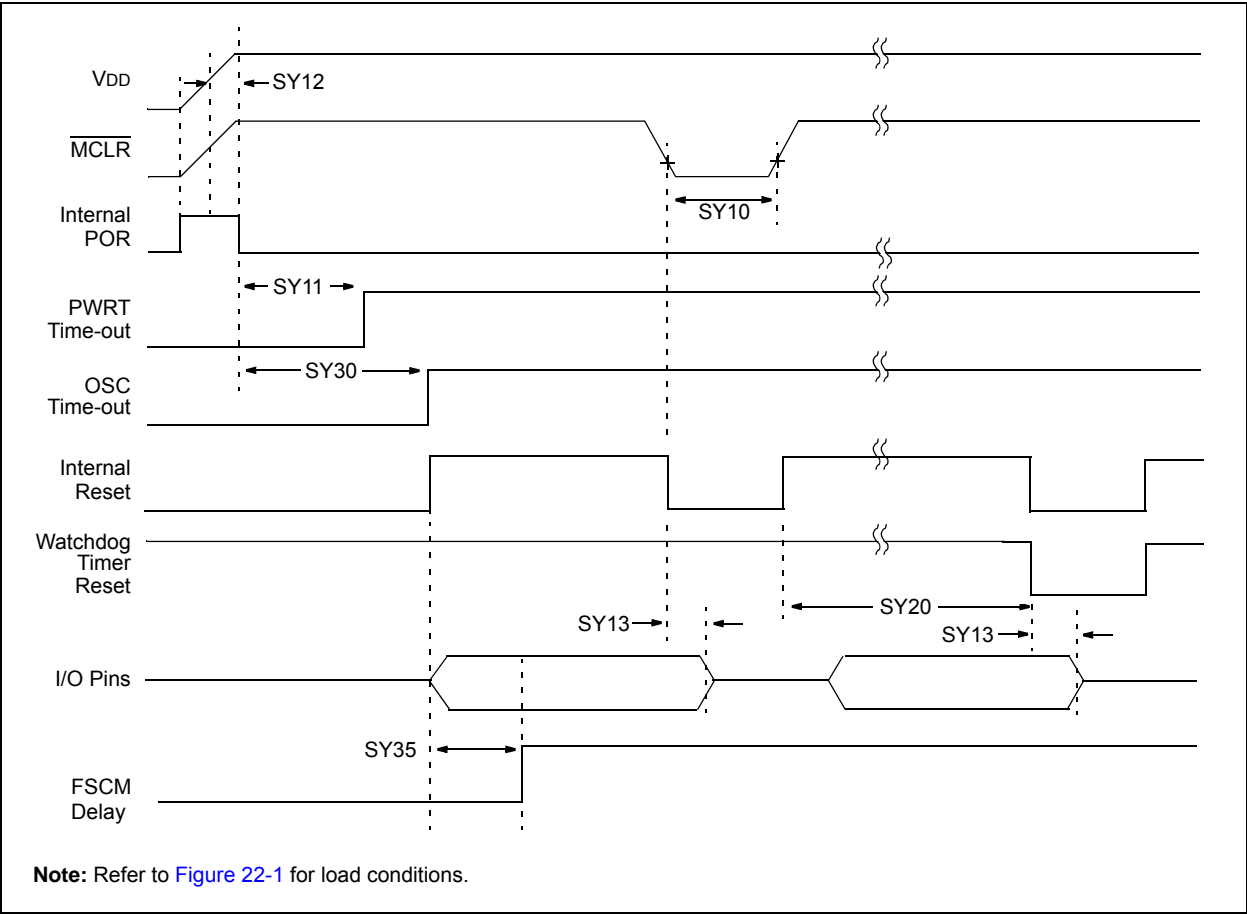 VDD
SY12
MCLR
SY10
Internal
POR
SY11
PWRT
Time-out
SY30
OSC
Time-out
Internal
Reset
Watchdog
Timer
Reset
SY20
SY13
SY13
I/O Pins
SY35
FSCM
Delay
Note: Refer to Figure 22-1 for load conditions.